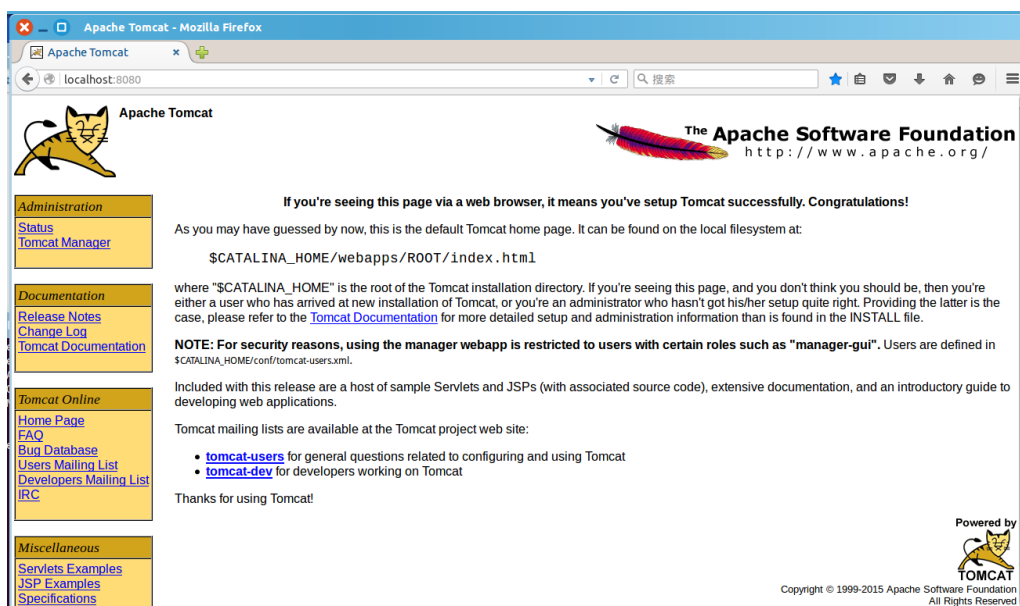 Apache Tomcat - Mozilla Firefox
Apache Tomcat
localhost:8080
搜索
Apache Tomcat
The Apache Software Foundation
http://www.apache.org/
Administration
Status
Tomcat Manager
Documentation
Release Notes
Change Log
Tomcat Documentation
Tomcat Online
Home Page
FAQ
Bug Database
Users Mailing List
Developers Mailing List
IRC
Miscellaneous
Servlets Examples
JSP Examples
Specifications
If you're seeing this page via a web browser, it means you've setup Tomcat successfully. Congratulations!
As you may have guessed by now, this is the default Tomcat home page. It can be found on the local filesystem at:
$CATALINA_HOME/webapps/ROOT/index.html
where "$CATALINA_HOME" is the root of the Tomcat installation directory. If you're seeing this page, and you don't think you should be, then you're
either a user who has arrived at new installation of Tomcat, or you're an administrator who hasn't got his/her setup quite right. Providing the latter is the
case, please refer to the Tomcat Documentation for more detailed setup and administration information than is found in the INSTALL file.
NOTE: For security reasons, using the manager webapp is restricted to users with certain roles such as "manager-gui". Users are defined in
$CATALINA_HOME/conf/tomcat-users.xml.
Included with this release are a host of sample Servlets and JSPs (with associated source code), extensive documentation, and an introductory guide to
developing web applications.
Tomcat mailing lists are available at the Tomcat project web site:
• tomcat-users for general questions related to configuring and using Tomcat
• tomcat-dev for developers working on Tomcat
Thanks for using Tomcat!
Powered by
TOMCAT
Copyright © 1999-2015 Apache Software Foundation
All Rights Reserved